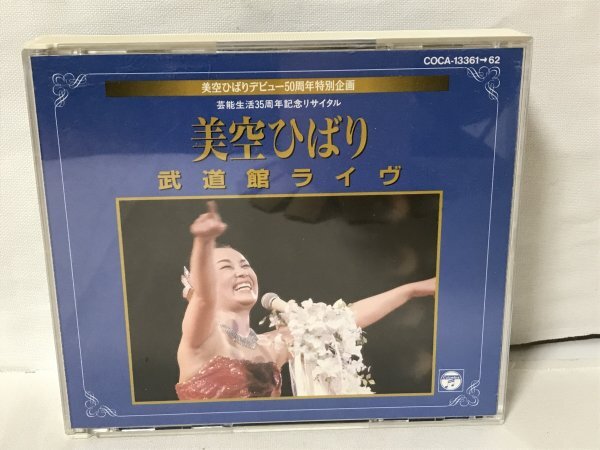 COCA-13361→62
美空ひばりデビュー50周年特別企画
芸能生活35周年記念リサイタル
美空ひばり
武道館ライヴ